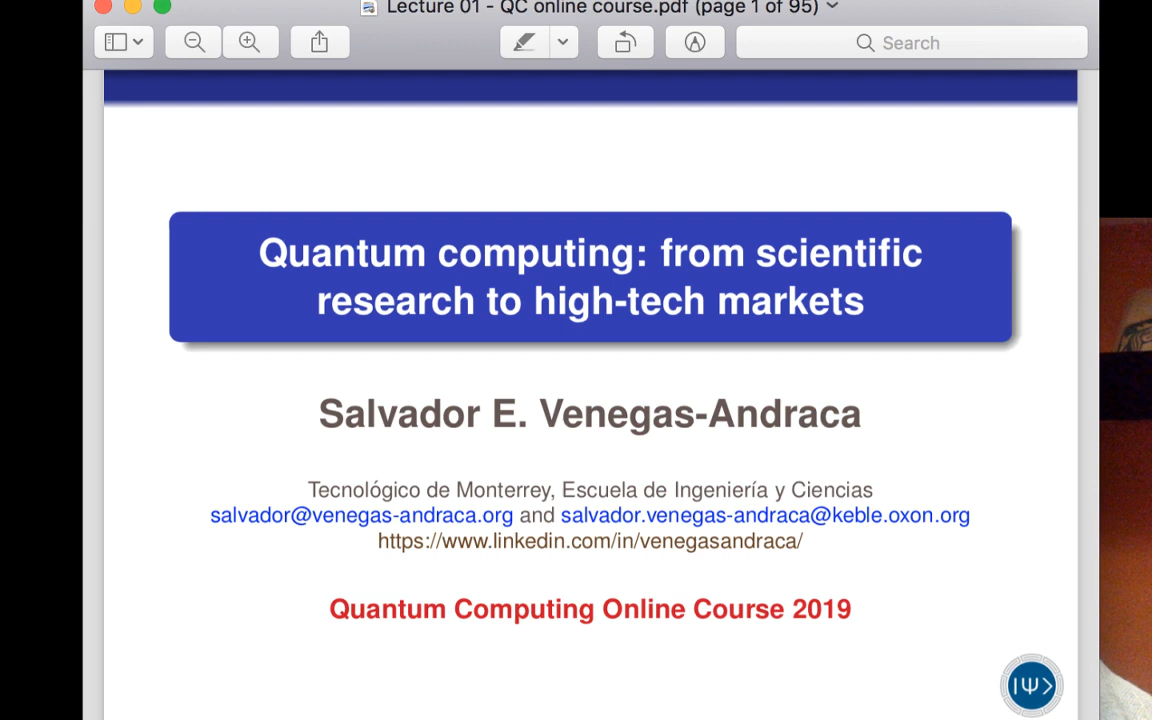 Lecture 01 - QC online course.pdf (page 1 of 95)
Search
Quantum computing: from scientific
research to high-tech markets
Salvador E. Venegas-Andraca
Tecnológico de Monterrey, Escuela de Ingeniería y Ciencias
salvador@venegas-andraca.org and salvador.venegas-andraca@keble.oxon.org
https://www.linkedin.com/in/venegasandraca/
Quantum Computing Online Course 2019
|Ψ>